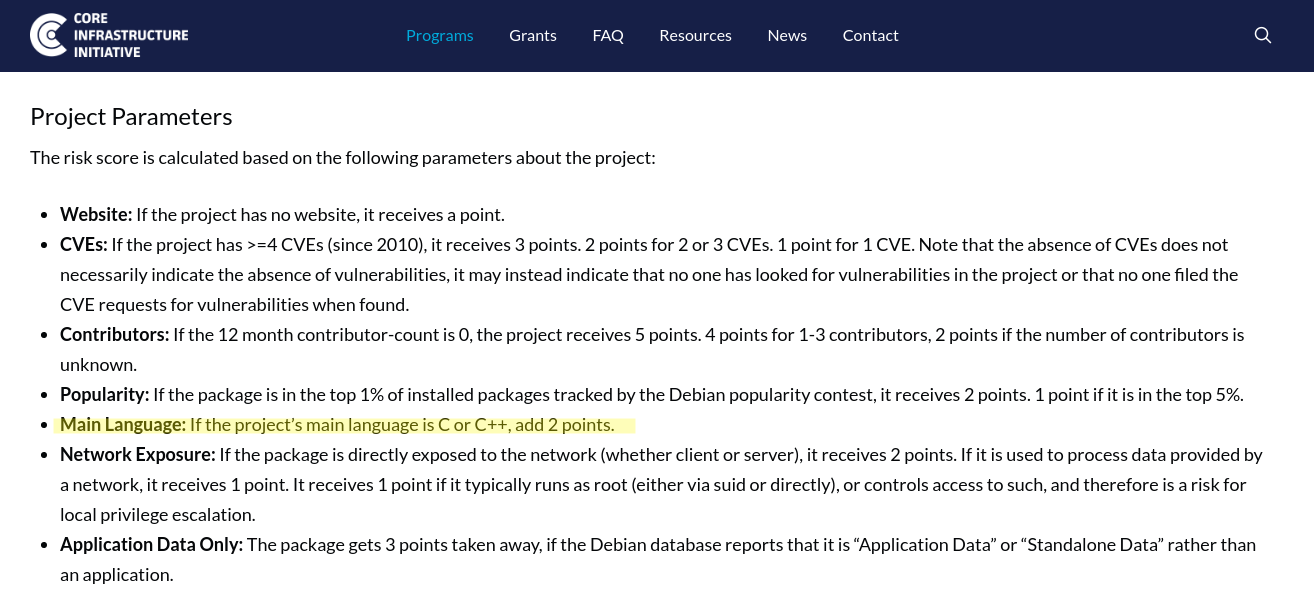 CORE
INFRASTRUCTURE
INITIATIVE
Programs Grants FAQ Resources News Contact
Project Parameters
The risk score is calculated based on the following parameters about the project:
• Website: If the project has no website, it receives a point.
• CVEs: If the project has >=4 CVEs (since 2010), it receives 3 points. 2 points for 2 or 3 CVEs. 1 point for 1 CVE. Note that the absence of CVEs does not
necessarily indicate the absence of vulnerabilities, it may instead indicate that no one has looked for vulnerabilities in the project or that no one filed the
CVE requests for vulnerabilities when found.
• Contributors: If the 12 month contributor-count is 0, the project receives 5 points. 4 points for 1-3 contributors, 2 points if the number of contributors is
unknown.
• Popularity: If the package is in the top 1% of installed packages tracked by the Debian popularity contest, it receives 2 points. 1 point if it is in the top 5%.
• Main Language: If the project’s main language is C or C++, add 2 points.
• Network Exposure: If the package is directly exposed to the network (whether client or server), it receives 2 points. If it is used to process data provided by
a network, it receives 1 point. It receives 1 point if it typically runs as root (either via suid or directly), or controls access to such, and therefore is a risk for
local privilege escalation.
• Application Data Only: The package gets 3 points taken away, if the Debian database reports that it is “Application Data” or “Standalone Data” rather than
an application.